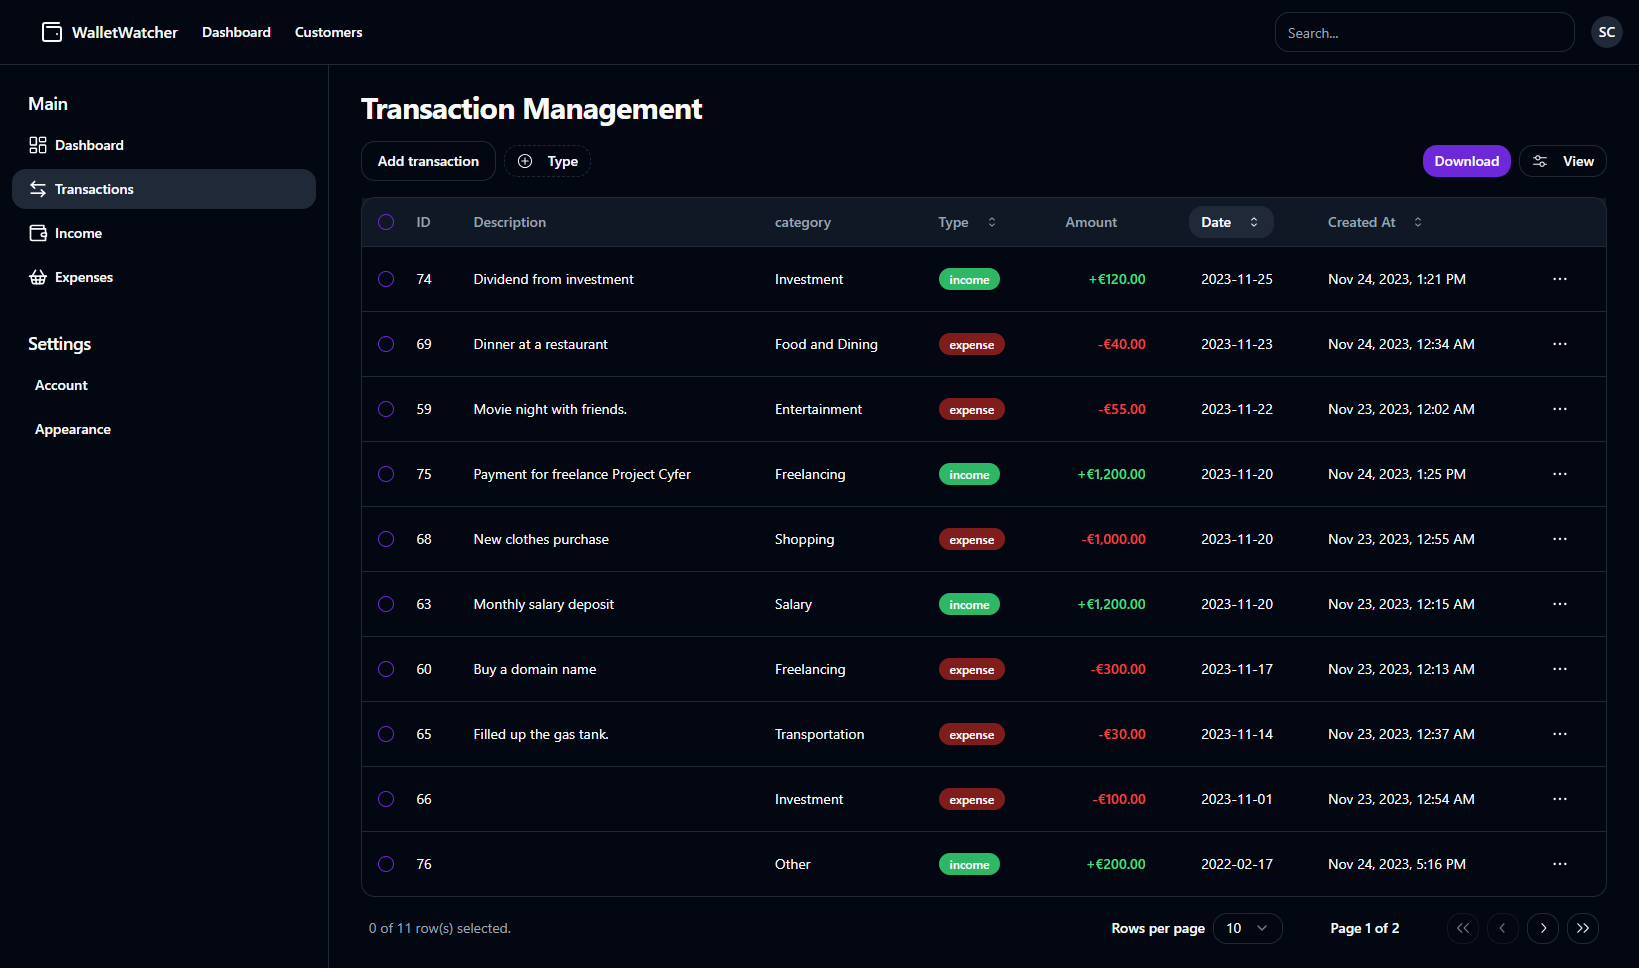 WalletWatcher Dashboard Customers Search... SC
Main
Dashboard
Transactions
Income
Expenses
Settings
Account
Appearance
Transaction Management
Add transaction Type Download View
ID Description category Type Amount Date Created At
74 Dividend from investment Investment income +€120.00 2023-11-25 Nov 24, 2023, 1:21 PM
69 Dinner at a restaurant Food and Dining expense -€40.00 2023-11-23 Nov 24, 2023, 12:34 AM
59 Movie night with friends. Entertainment expense -€55.00 2023-11-22 Nov 23, 2023, 12:02 AM
75 Payment for freelance Project Cyfer Freelancing income +€1,200.00 2023-11-20 Nov 24, 2023, 1:25 PM
68 New clothes purchase Shopping expense -€1,000.00 2023-11-20 Nov 23, 2023, 12:55 AM
63 Monthly salary deposit Salary income +€1,200.00 2023-11-20 Nov 23, 2023, 12:15 AM
60 Buy a domain name Freelancing expense -€300.00 2023-11-17 Nov 23, 2023, 12:13 AM
65 Filled up the gas tank. Transportation expense -€30.00 2023-11-14 Nov 23, 2023, 12:37 AM
66 Investment expense -€100.00 2023-11-01 Nov 23, 2023, 12:54 AM
76 Other income +€200.00 2022-02-17 Nov 24, 2023, 5:16 PM
0 of 11 row(s) selected. Rows per page 10 Page 1 of 2